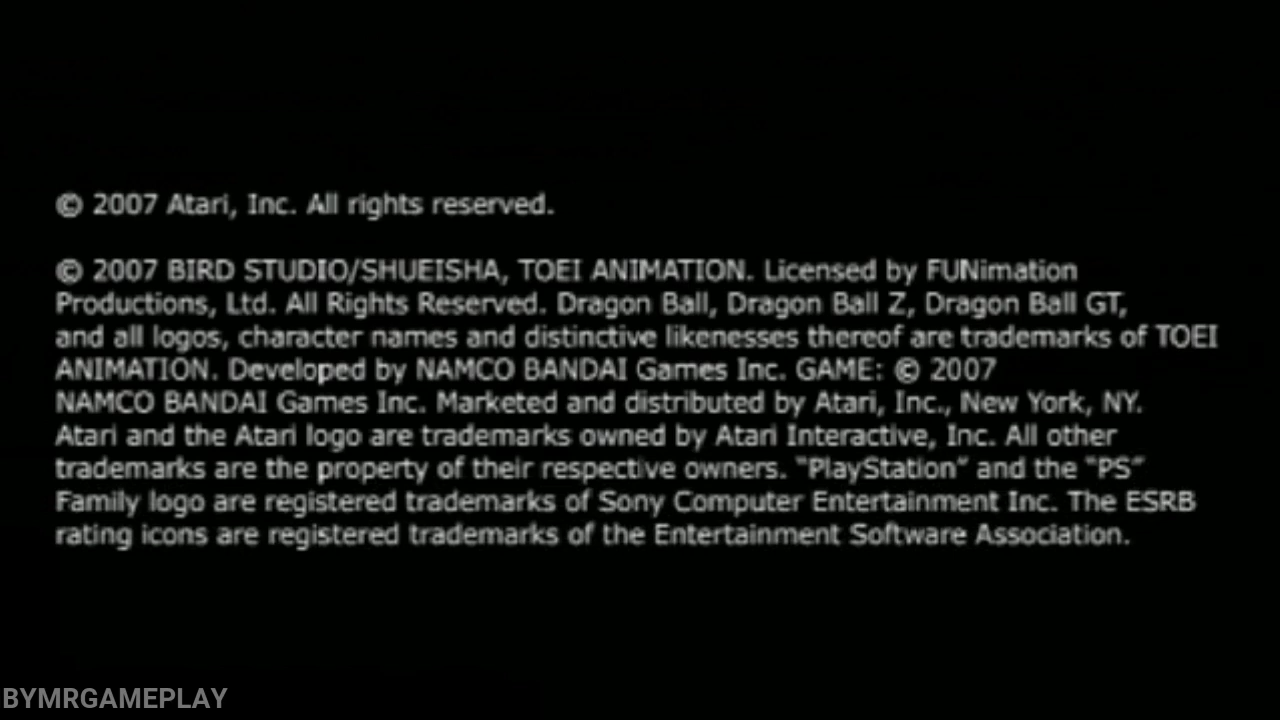 © 2007 Atari, Inc. All rights reserved.
© 2007 BIRD STUDIO/SHUEISHA, TOEI ANIMATION. Licensed by FUNimation
Productions, Ltd. All Rights Reserved. Dragon Ball, Dragon Ball Z, Dragon Ball GT,
and all logos, character names and distinctive likenesses thereof are trademarks of TOEI
ANIMATION. Developed by NAMCO BANDAI Games Inc. GAME: © 2007
NAMCO BANDAI Games Inc. Marketed and distributed by Atari, Inc., New York, NY.
Atari and the Atari logo are trademarks owned by Atari Interactive, Inc. All other
trademarks are the property of their respective owners. "PlayStation" and the "PS"
Family logo are registered trademarks of Sony Computer Entertainment Inc. The ESRB
rating icons are registered trademarks of the Entertainment Software Association.
BYMRGAMEPLAY